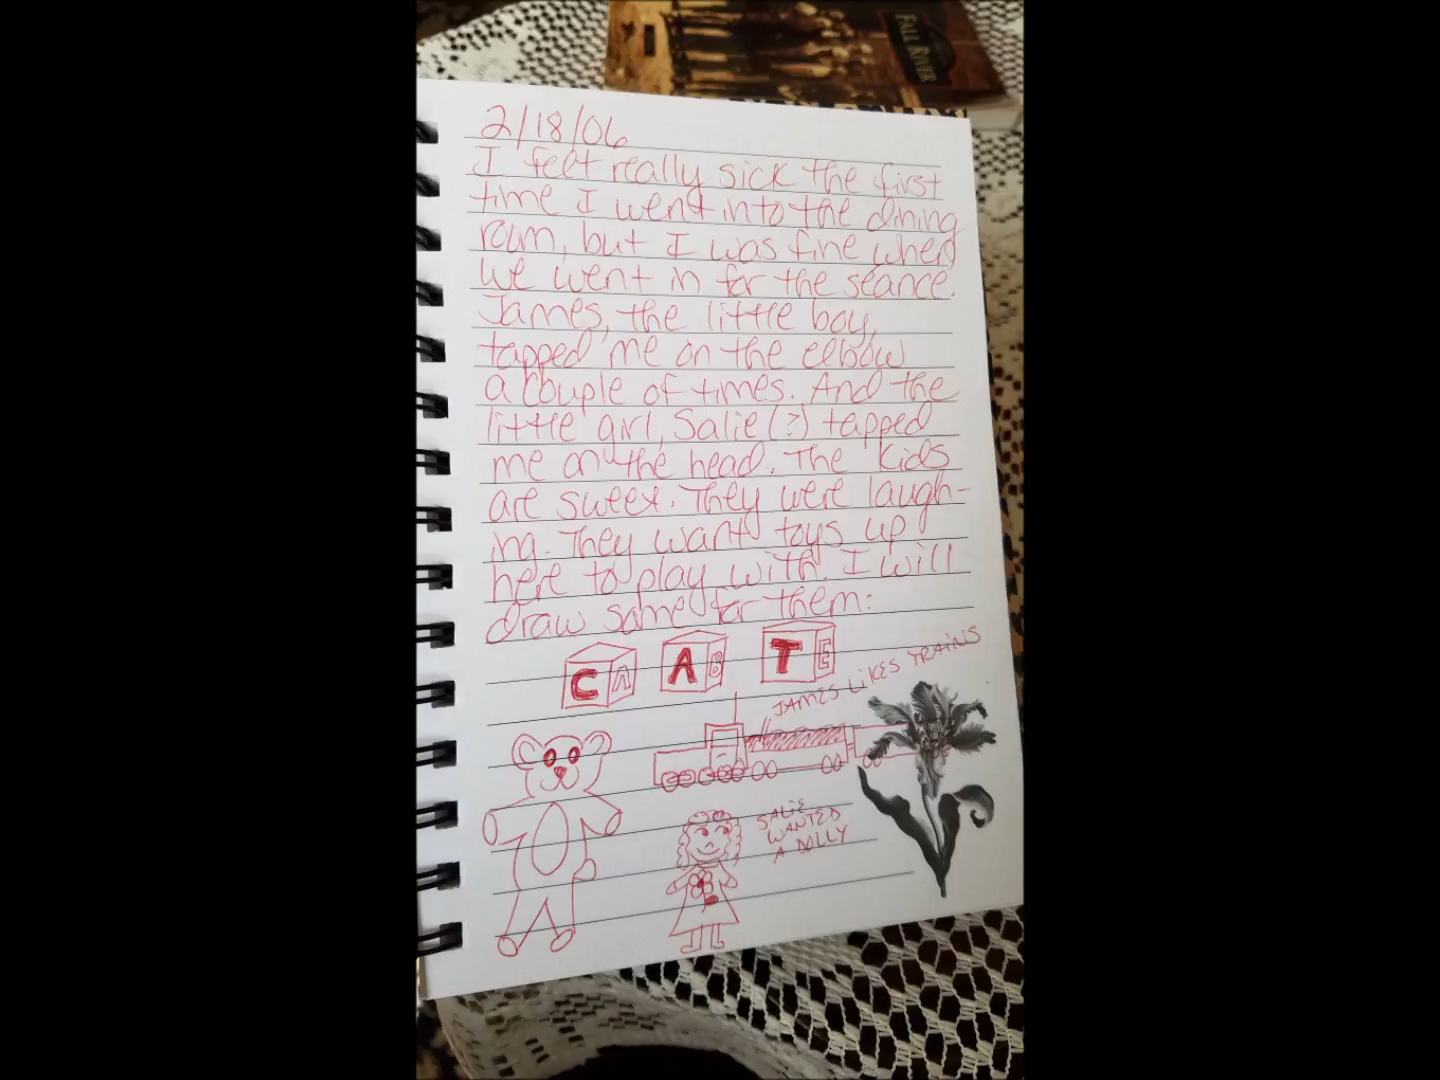 FALL RIVER
2/18/06
I felt really sick the first
time I went into the dining
room, but I was fine when
we went in for the séance.
James, the little boy,
tapped me on the elbow
a couple of times. And the
little girl, Salie(?) tapped
me on the head. The kids
are sweet. They were laugh-
ing. They want toys up
here to play with. I will
draw some for them:
C A A B T E
JAMES LIKES TRAINS
SALIE
WANTED
A DOLLY